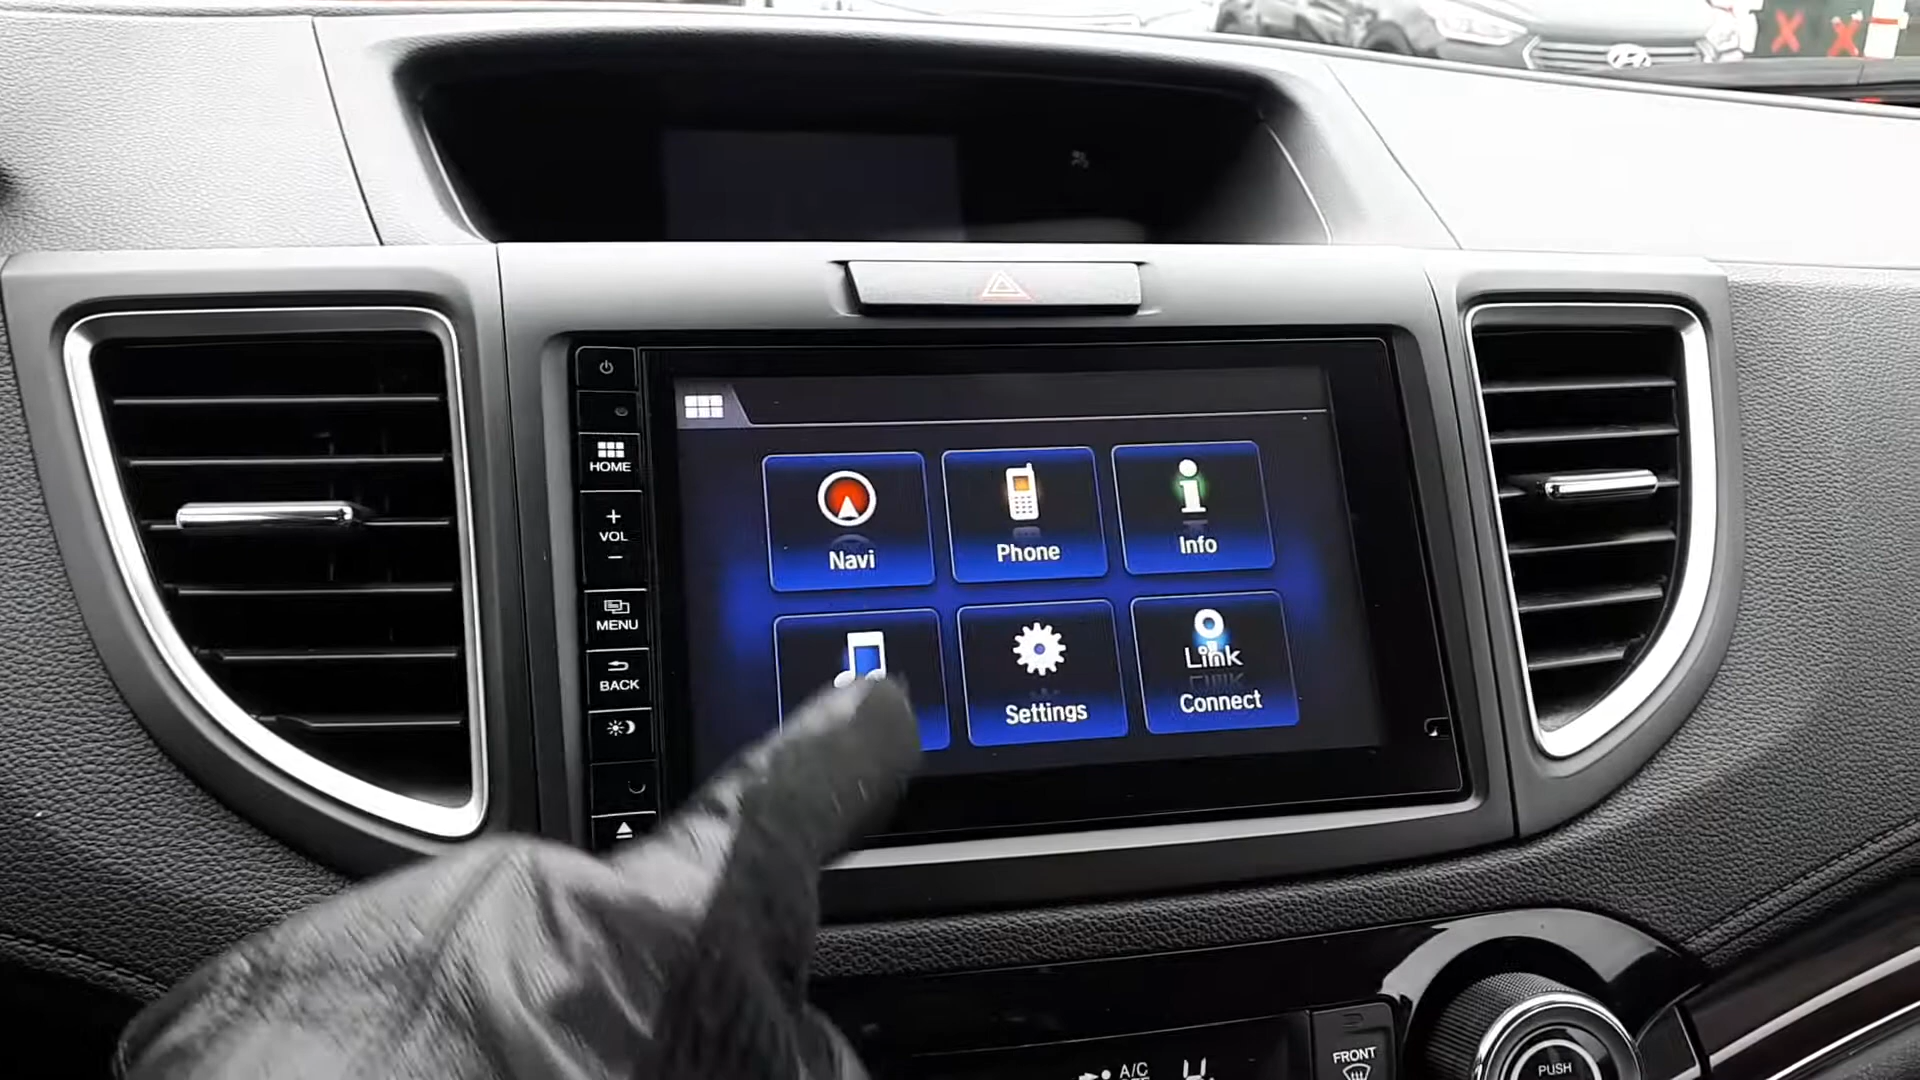 HOME
+
VOL
−
MENU
BACK
Navi
Phone
Info
Settings
Link
Connect
A/C
FRONT
PUSH